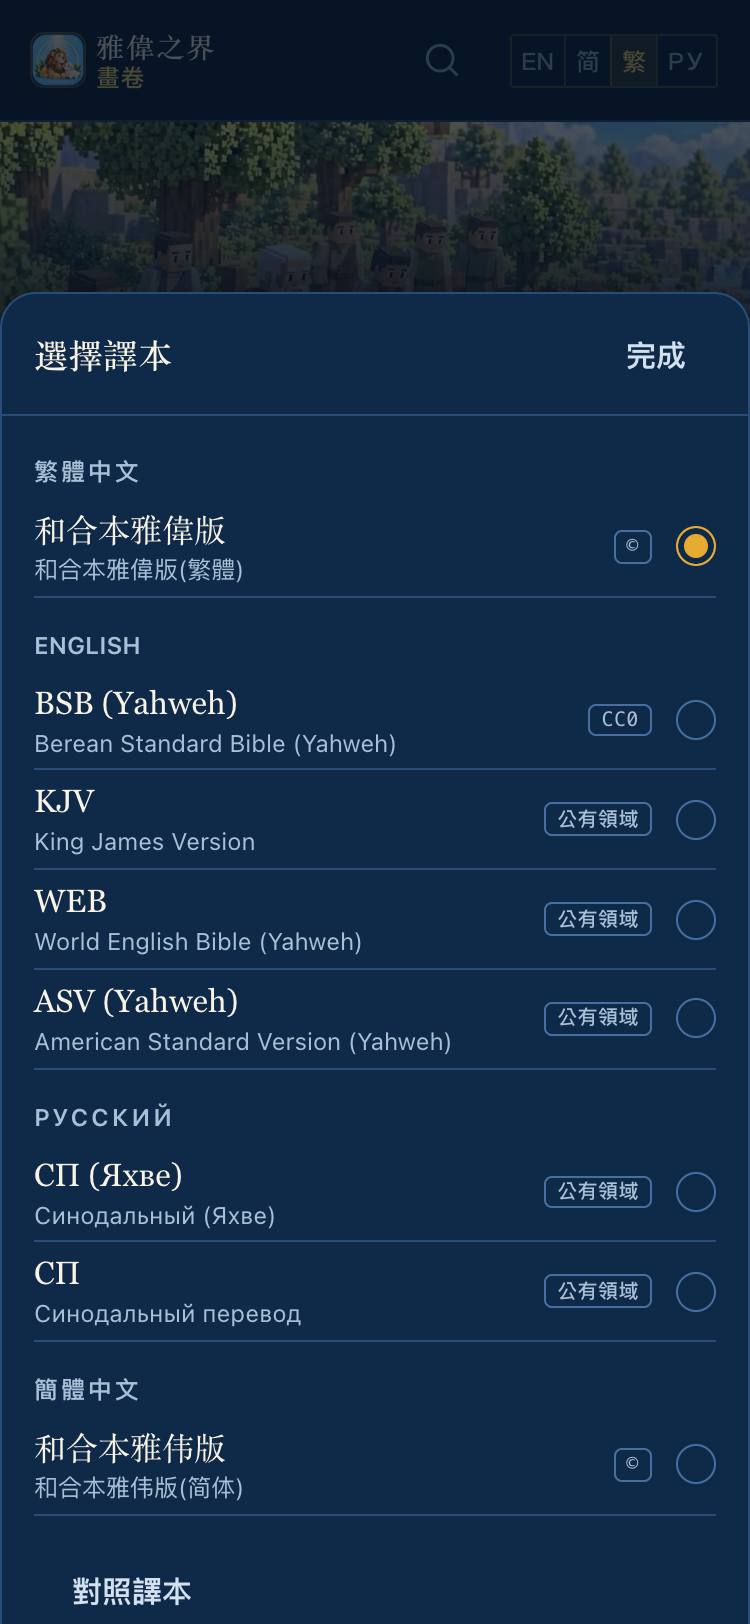 雅偉之界
畫卷
EN 简 繁 РУ
選擇譯本
完成
繁體中文
和合本雅偉版
和合本雅偉版(繁體)
©
ENGLISH
BSB (Yahweh)
Berean Standard Bible (Yahweh)
CC0
KJV
King James Version
公有領域
WEB
World English Bible (Yahweh)
公有領域
ASV (Yahweh)
American Standard Version (Yahweh)
公有領域
РУССКИЙ
СП (Яхве)
Синодальный (Яхве)
公有領域
СП
Синодальный перевод
公有領域
簡體中文
和合本雅伟版
和合本雅伟版(简体)
©
對照譯本